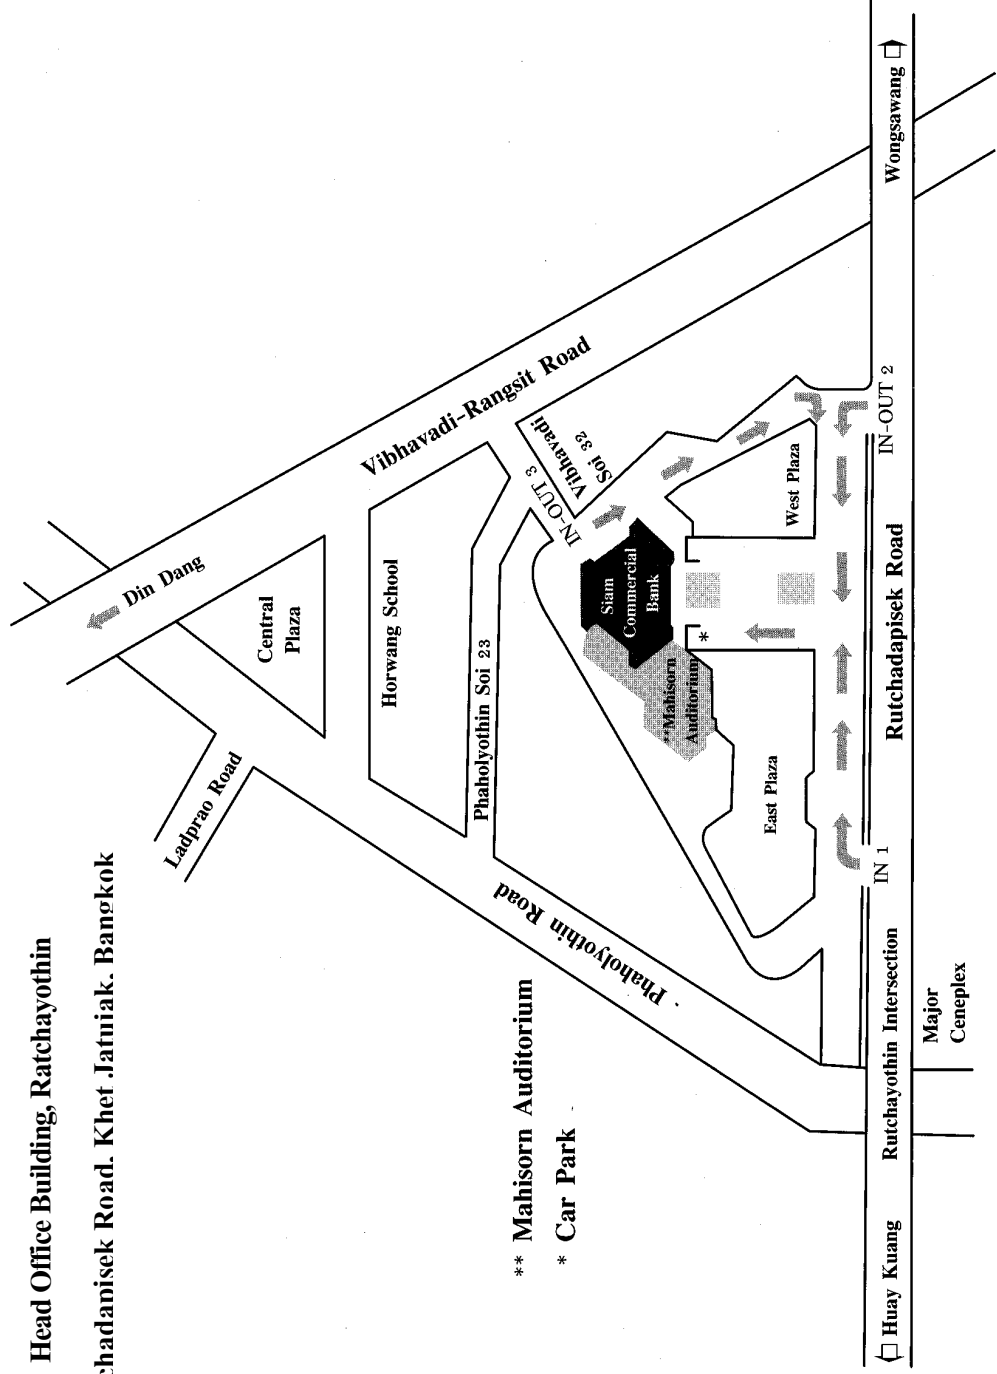 Head Office Building, Ratchayothin
chadapisek Road, Khet Jatujak, Bangkok
Din Dang
Vibhavadi-Rangsit Road
Wongsawang
Central
Plaza
Ladprao Road
Horwang School
Phaholyothin Soi 23
Phaholyothin Road
IN-OUT 3
Vibhavadi
Soi 32
Siam
Commercial
Bank
**Mahisorn
Auditorium
*
West Plaza
East Plaza
IN-OUT 2
IN 1
Rutchadapisek Road
Huay Kuang
Rutchayothin Intersection
Major
Ceneplex
** Mahisorn Auditorium
* Car Park